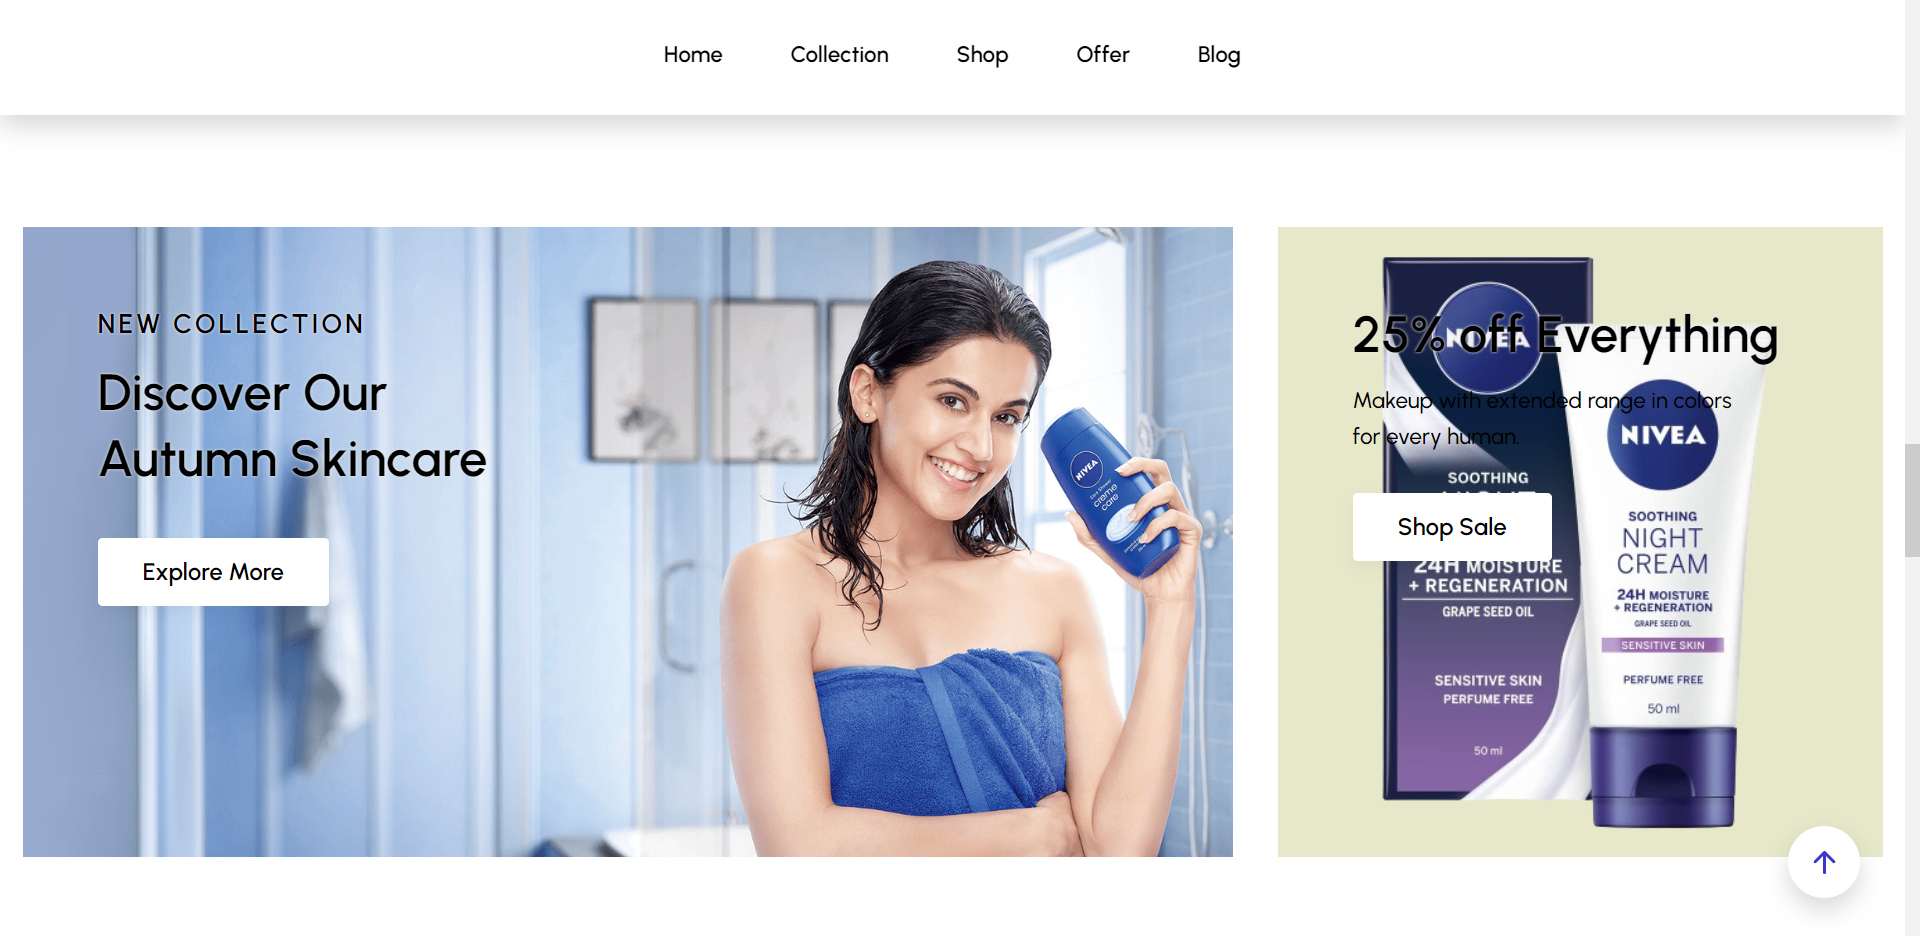 Home Collection Shop Offer Blog
NEW COLLECTION
Discover Our
Autumn Skincare
Explore More
NIVEA
Care Shower
creme
care
25% off Everything
Makeup with extended range in colors
for every human.
Shop Sale
NIVEA
SOOTHING
24H MOISTURE
+ REGENERATION
GRAPE SEED OIL
SENSITIVE SKIN
PERFUME FREE
50 ml
NIVEA
SOOTHING
NIGHT
CREAM
24H MOISTURE
+ REGENERATION
GRAPE SEED OIL
SENSITIVE SKIN
PERFUME FREE
50 ml